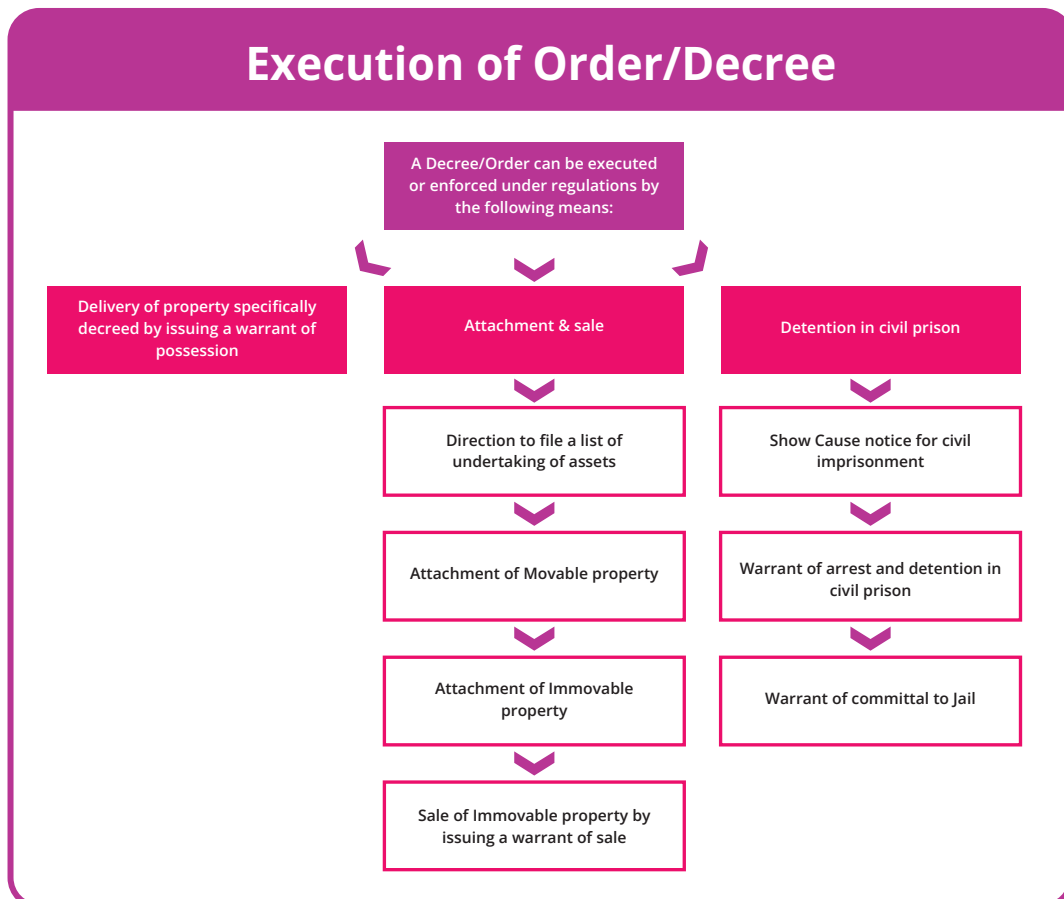 Execution of Order/Decree
A Decree/Order can be executed
or enforced under regulations by
the following means:
Delivery of property specifically
decreed by issuing a warrant of
possession
Attachment & sale
Detention in civil prison
Direction to file a list of
undertaking of assets
Show Cause notice for civil
imprisonment
Attachment of Movable property
Warrant of arrest and detention in
civil prison
Attachment of Immovable
property
Warrant of committal to Jail
Sale of Immovable property by
issuing a warrant of sale